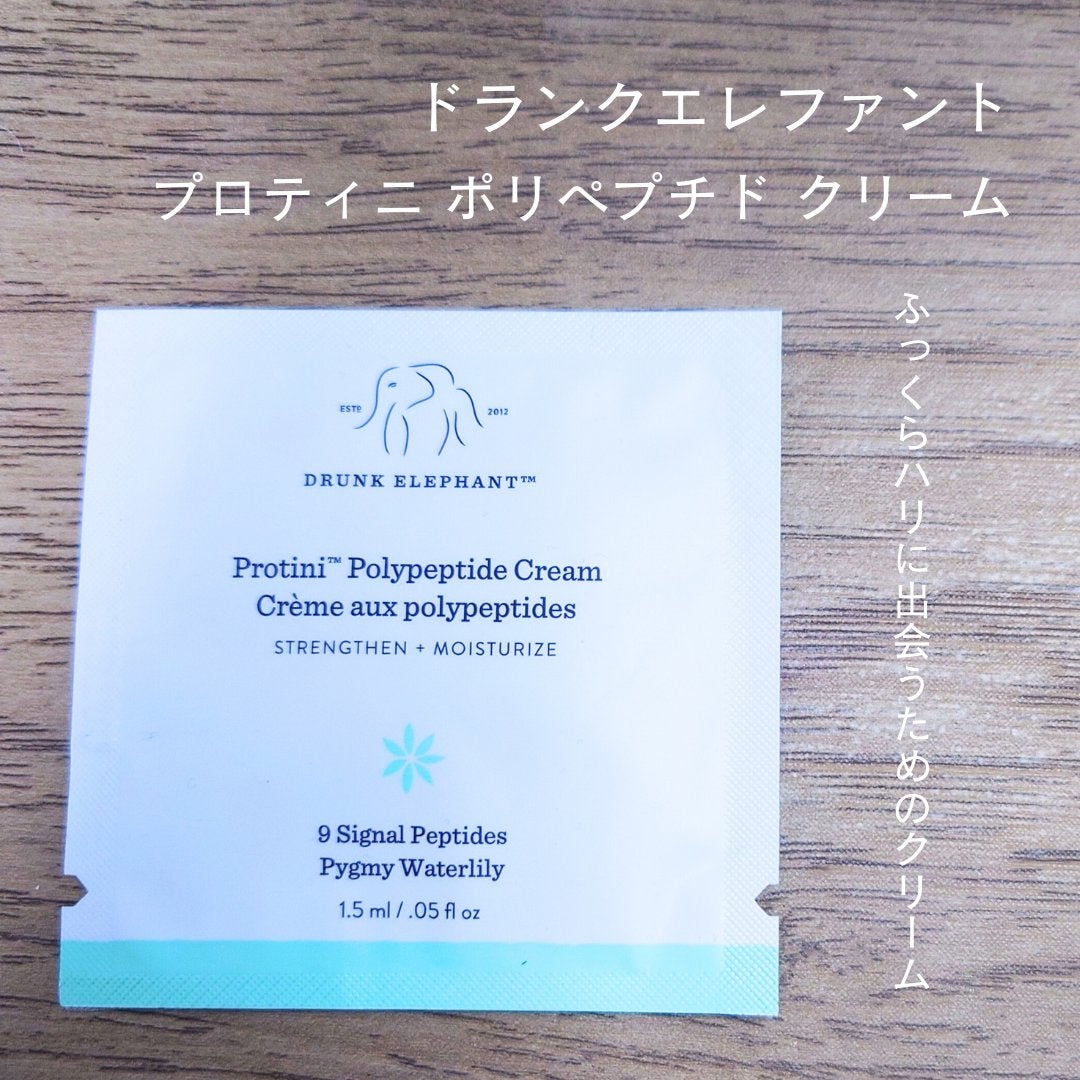 ドランクエレファント
プロティニ ポリペプチド クリーム
ふっくらハリに出会うためのクリーム
ESTD 2012
DRUNK ELEPHANT™
Protini™ Polypeptide Cream
Crème aux polypeptides
STRENGTHEN + MOISTURIZE
9 Signal Peptides
Pygmy Waterlily
1.5 ml / .05 fl oz